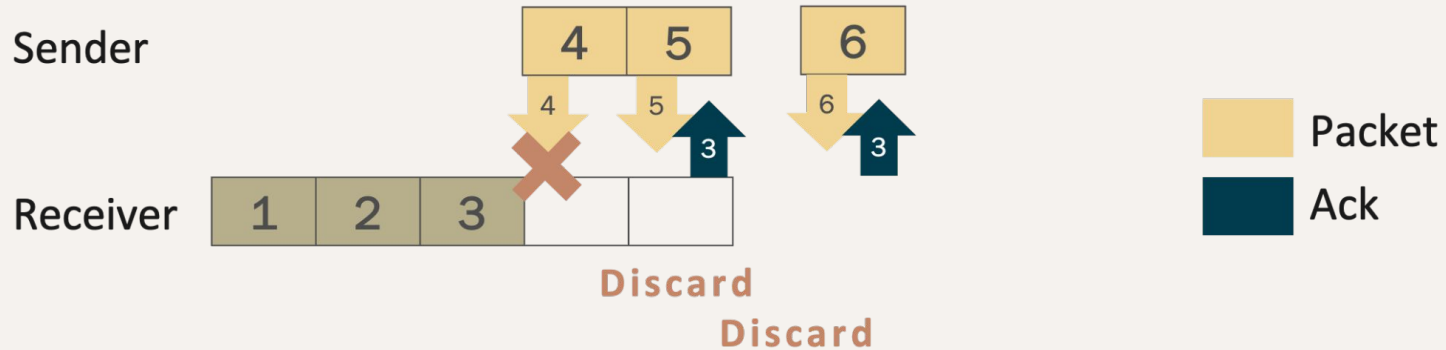 Sender
4 5 6
4 5 3 6 3
Packet
Ack
Receiver
1 2 3
Discard
Discard